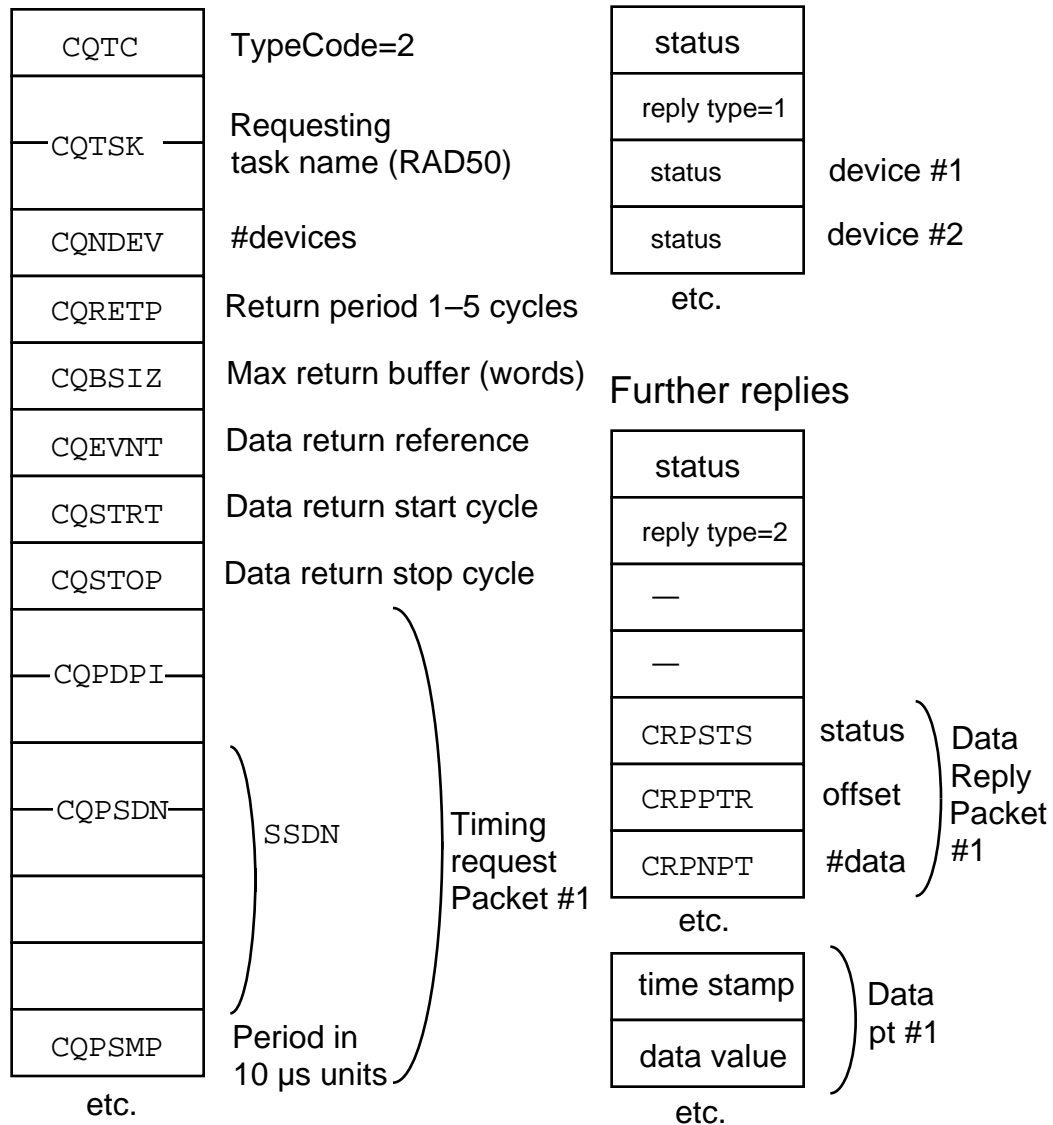 CQTC TypeCode=2
CQTSK Requesting
task name (RAD50)
CQNDEV #devices
CQRETP Return period 1–5 cycles
CQBSIZ Max return buffer (words)
CQEVNT Data return reference
CQSTRT Data return start cycle
CQSTOP Data return stop cycle
CQPDPI
CQPSDN SSDN
Timing
request
Packet #1
CQPSMP Period in
10 µs units
etc.
status
reply type=1
status device #1
status device #2
etc.
Further replies
status
reply type=2
—
—
CRPSTS status
CRPPTR offset
CRPNPT #data
Data
Reply
Packet
#1
etc.
time stamp
data value
Data
pt #1
etc.